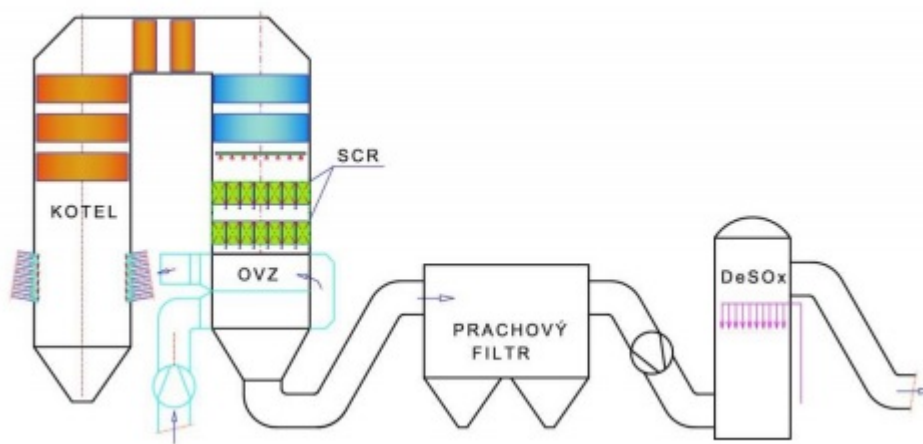 SCR
KOTEL
OVZ
DeSOx
PRACHOVÝ
FILTR